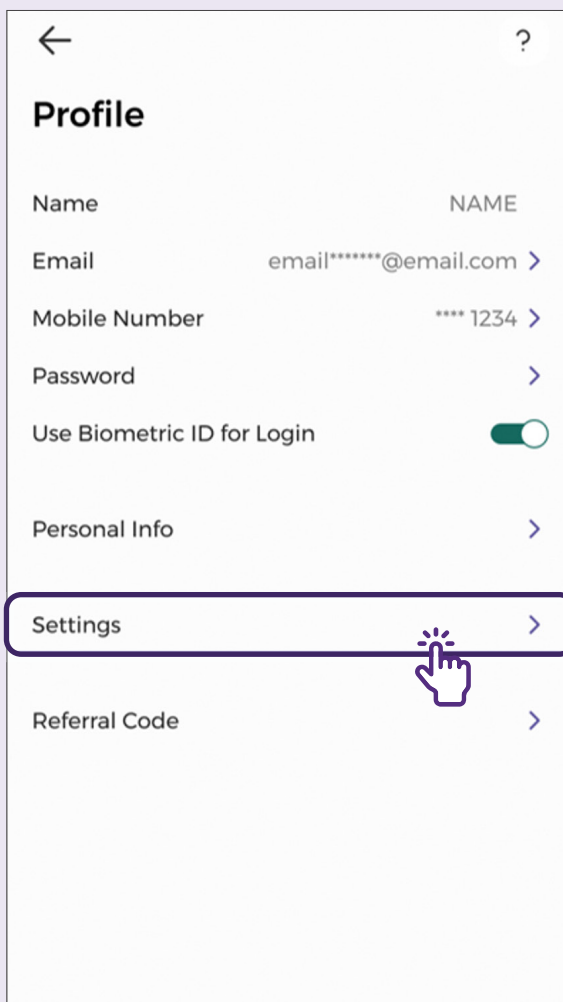 ?
Profile
Name NAME
Email email*******@email.com
Mobile Number **** 1234
Password
Use Biometric ID for Login
Personal Info
Settings
Referral Code